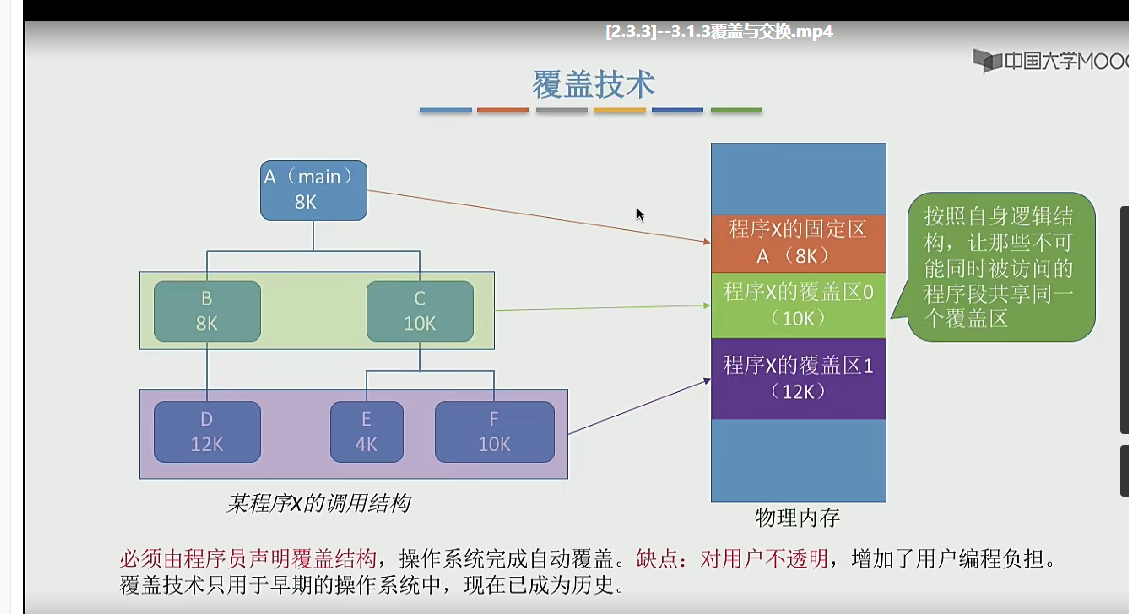 [2.3.3]--3.1.3覆盖与交换.mp4
中国大学MOO
覆盖技术
A（main）
8K
B
8K
C
10K
D
12K
E
4K
F
10K
某程序X的调用结构
程序X的固定区
A （8K）
程序X的覆盖区0
（10K）
程序X的覆盖区1
（12K）
物理内存
按照自身逻辑结
构，让那些不可
能同时被访问的
程序段共享同一
个覆盖区
必须由程序员声明覆盖结构，操作系统完成自动覆盖。缺点：对用户不透明，增加了用户编程负担。
覆盖技术只用于早期的操作系统中，现在已成为历史。